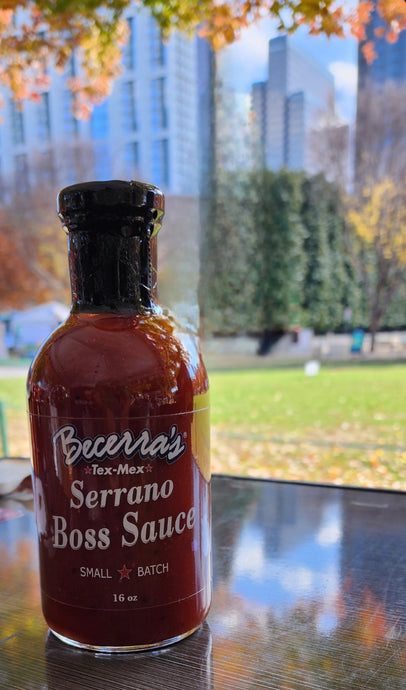 Becerra's
Tex-Mex
Serrano
Boss Sauce
SMALL BATCH
16 oz